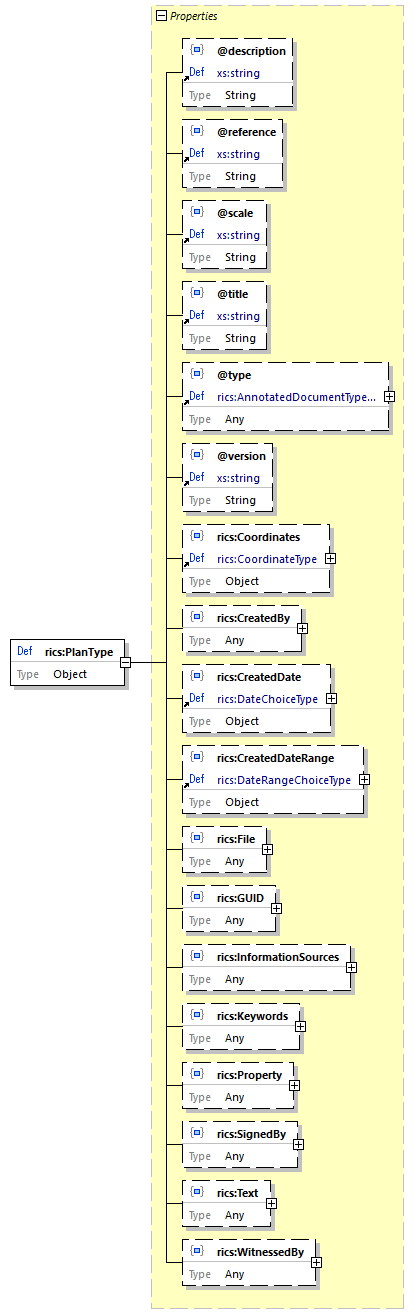 Properties
@description
Def xs:string
Type String
@reference
Def xs:string
Type String
@scale
Def xs:string
Type String
@title
Def xs:string
Type String
@type
Def rics:AnnotatedDocumentType...
Type Any
@version
Def xs:string
Type String
rics:Coordinates
Def rics:CoordinateType
Type Object
rics:CreatedBy
Type Any
Def rics:PlanType
Type Object
rics:CreatedDate
Def rics:DateChoiceType
Type Object
rics:CreatedDateRange
Def rics:DateRangeChoiceType
Type Object
rics:File
Type Any
rics:GUID
Type Any
rics:InformationSources
Type Any
rics:Keywords
Type Any
rics:Property
Type Any
rics:SignedBy
Type Any
rics:Text
Type Any
rics:WitnessedBy
Type Any